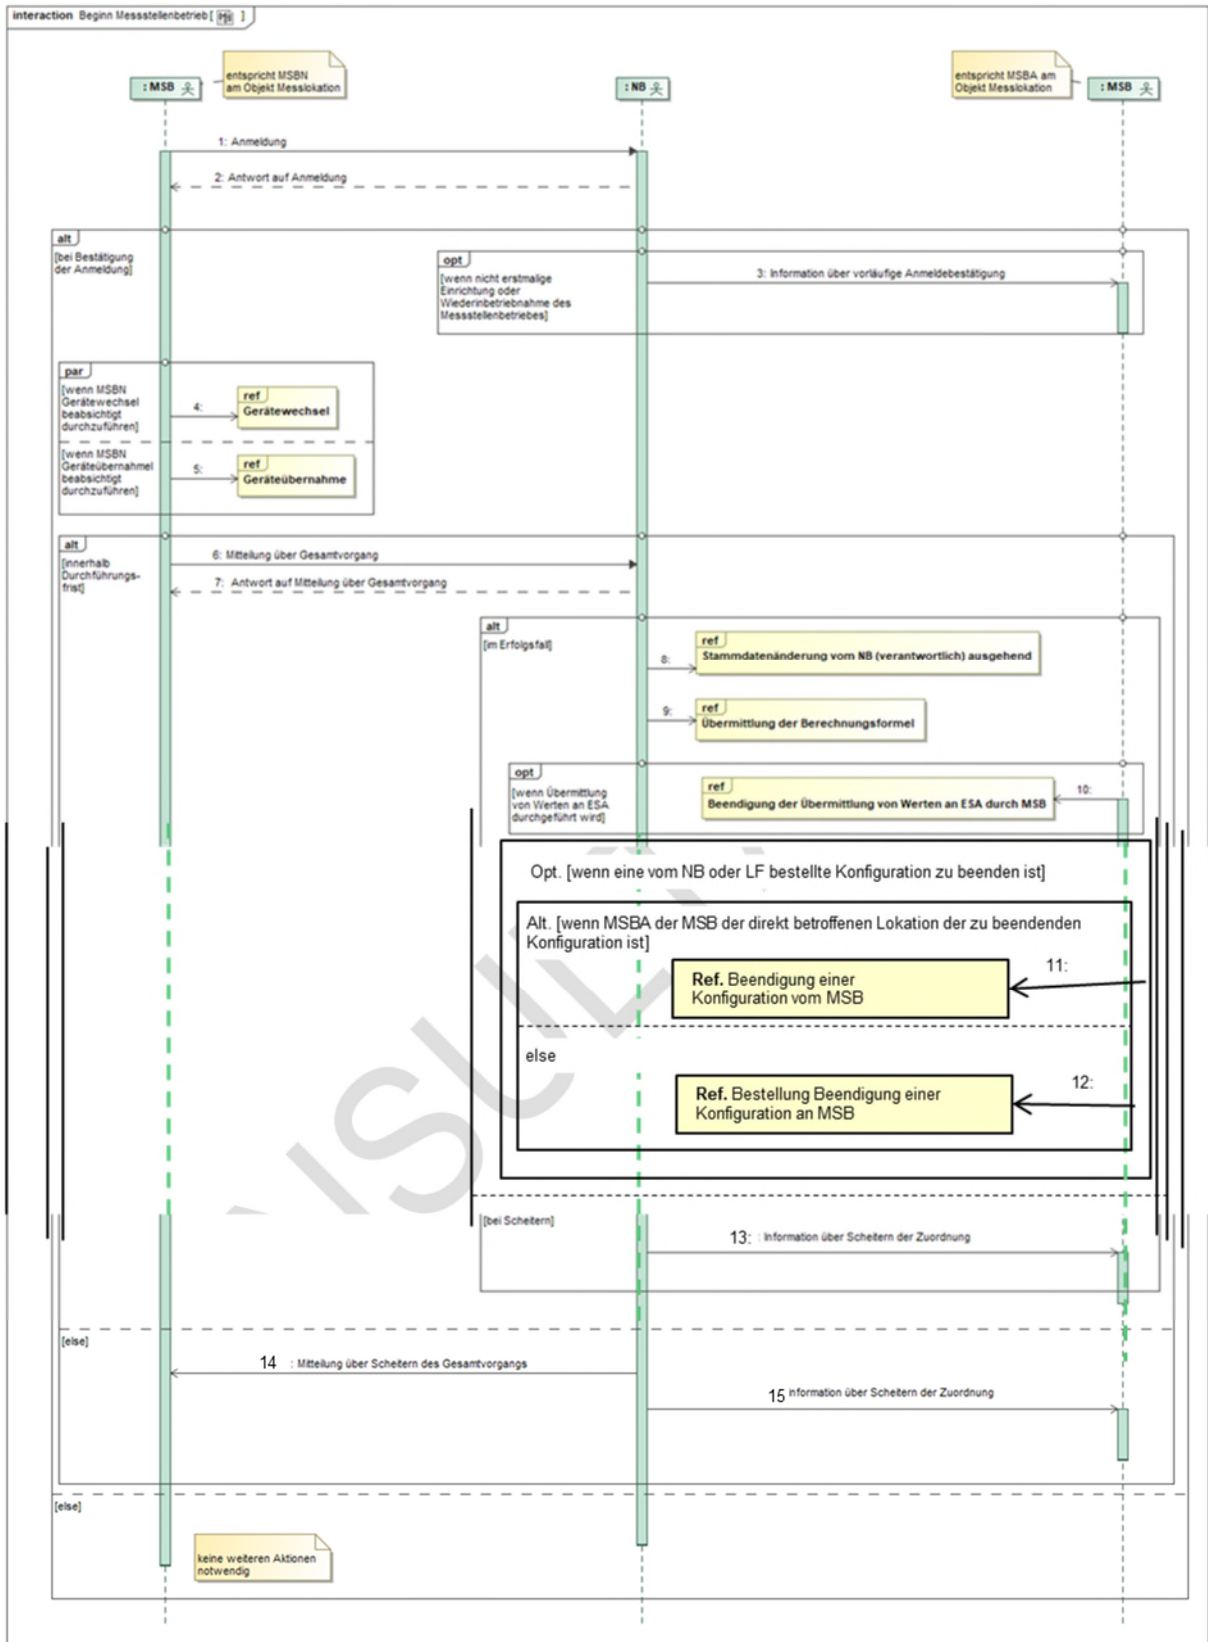 interaction Beginn Messstellenbetrieb [ ]
entspricht MSBN
am Objekt Messlokation
entspricht MSBA am
Objekt Messlokation
: MSB
: NB
: MSB
1: Anmeldung
2: Antwort auf Anmeldung
alt
[bei Bestätigung
der Anmeldung]
opt
[wenn nicht erstmalige
Einrichtung oder
Wiederinbetriebnahme des
Messstellenbetriebes]
3: Information über vorläufige Anmeldebestätigung
par
[wenn MSBN
Gerätewechsel
beabsichtigt
durchzuführen]
4:
ref
Gerätewechsel
[wenn MSBN
Geräteübernahmel
beabsichtigt
durchzuführen]
5:
ref
Geräteübernahme
alt
[innerhalb
Durchführungs-
frist]
6: Mitteilung über Gesamtvorgang
7: Antwort auf Mitteilung über Gesamtvorgang
alt
[im Erfolgsfall]
8:
ref
Stammdatenänderung vom NB (verantwortlich) ausgehend
9:
ref
Übermittlung der Berechnungsformel
opt
[wenn Übermittlung
von Werten an ESA
durchgeführt wird]
ref
Beendigung der Übermittlung von Werten an ESA durch MSB
10:
Opt. [wenn eine vom NB oder LF bestellte Konfiguration zu beenden ist]
Alt. [wenn MSBA der MSB der direkt betroffenen Lokation der zu beendenden
Konfiguration ist]
11:
Ref. Beendigung einer
Konfiguration vom MSB
else
12:
Ref. Bestellung Beendigung einer
Konfiguration an MSB
[bei Scheitern]
13: : Information über Scheitern der Zuordnung
[else]
14 : Mitteilung über Scheitern des Gesamtvorgangs
15 Information über Scheitern der Zuordnung
[else]
keine weiteren Aktionen
notwendig